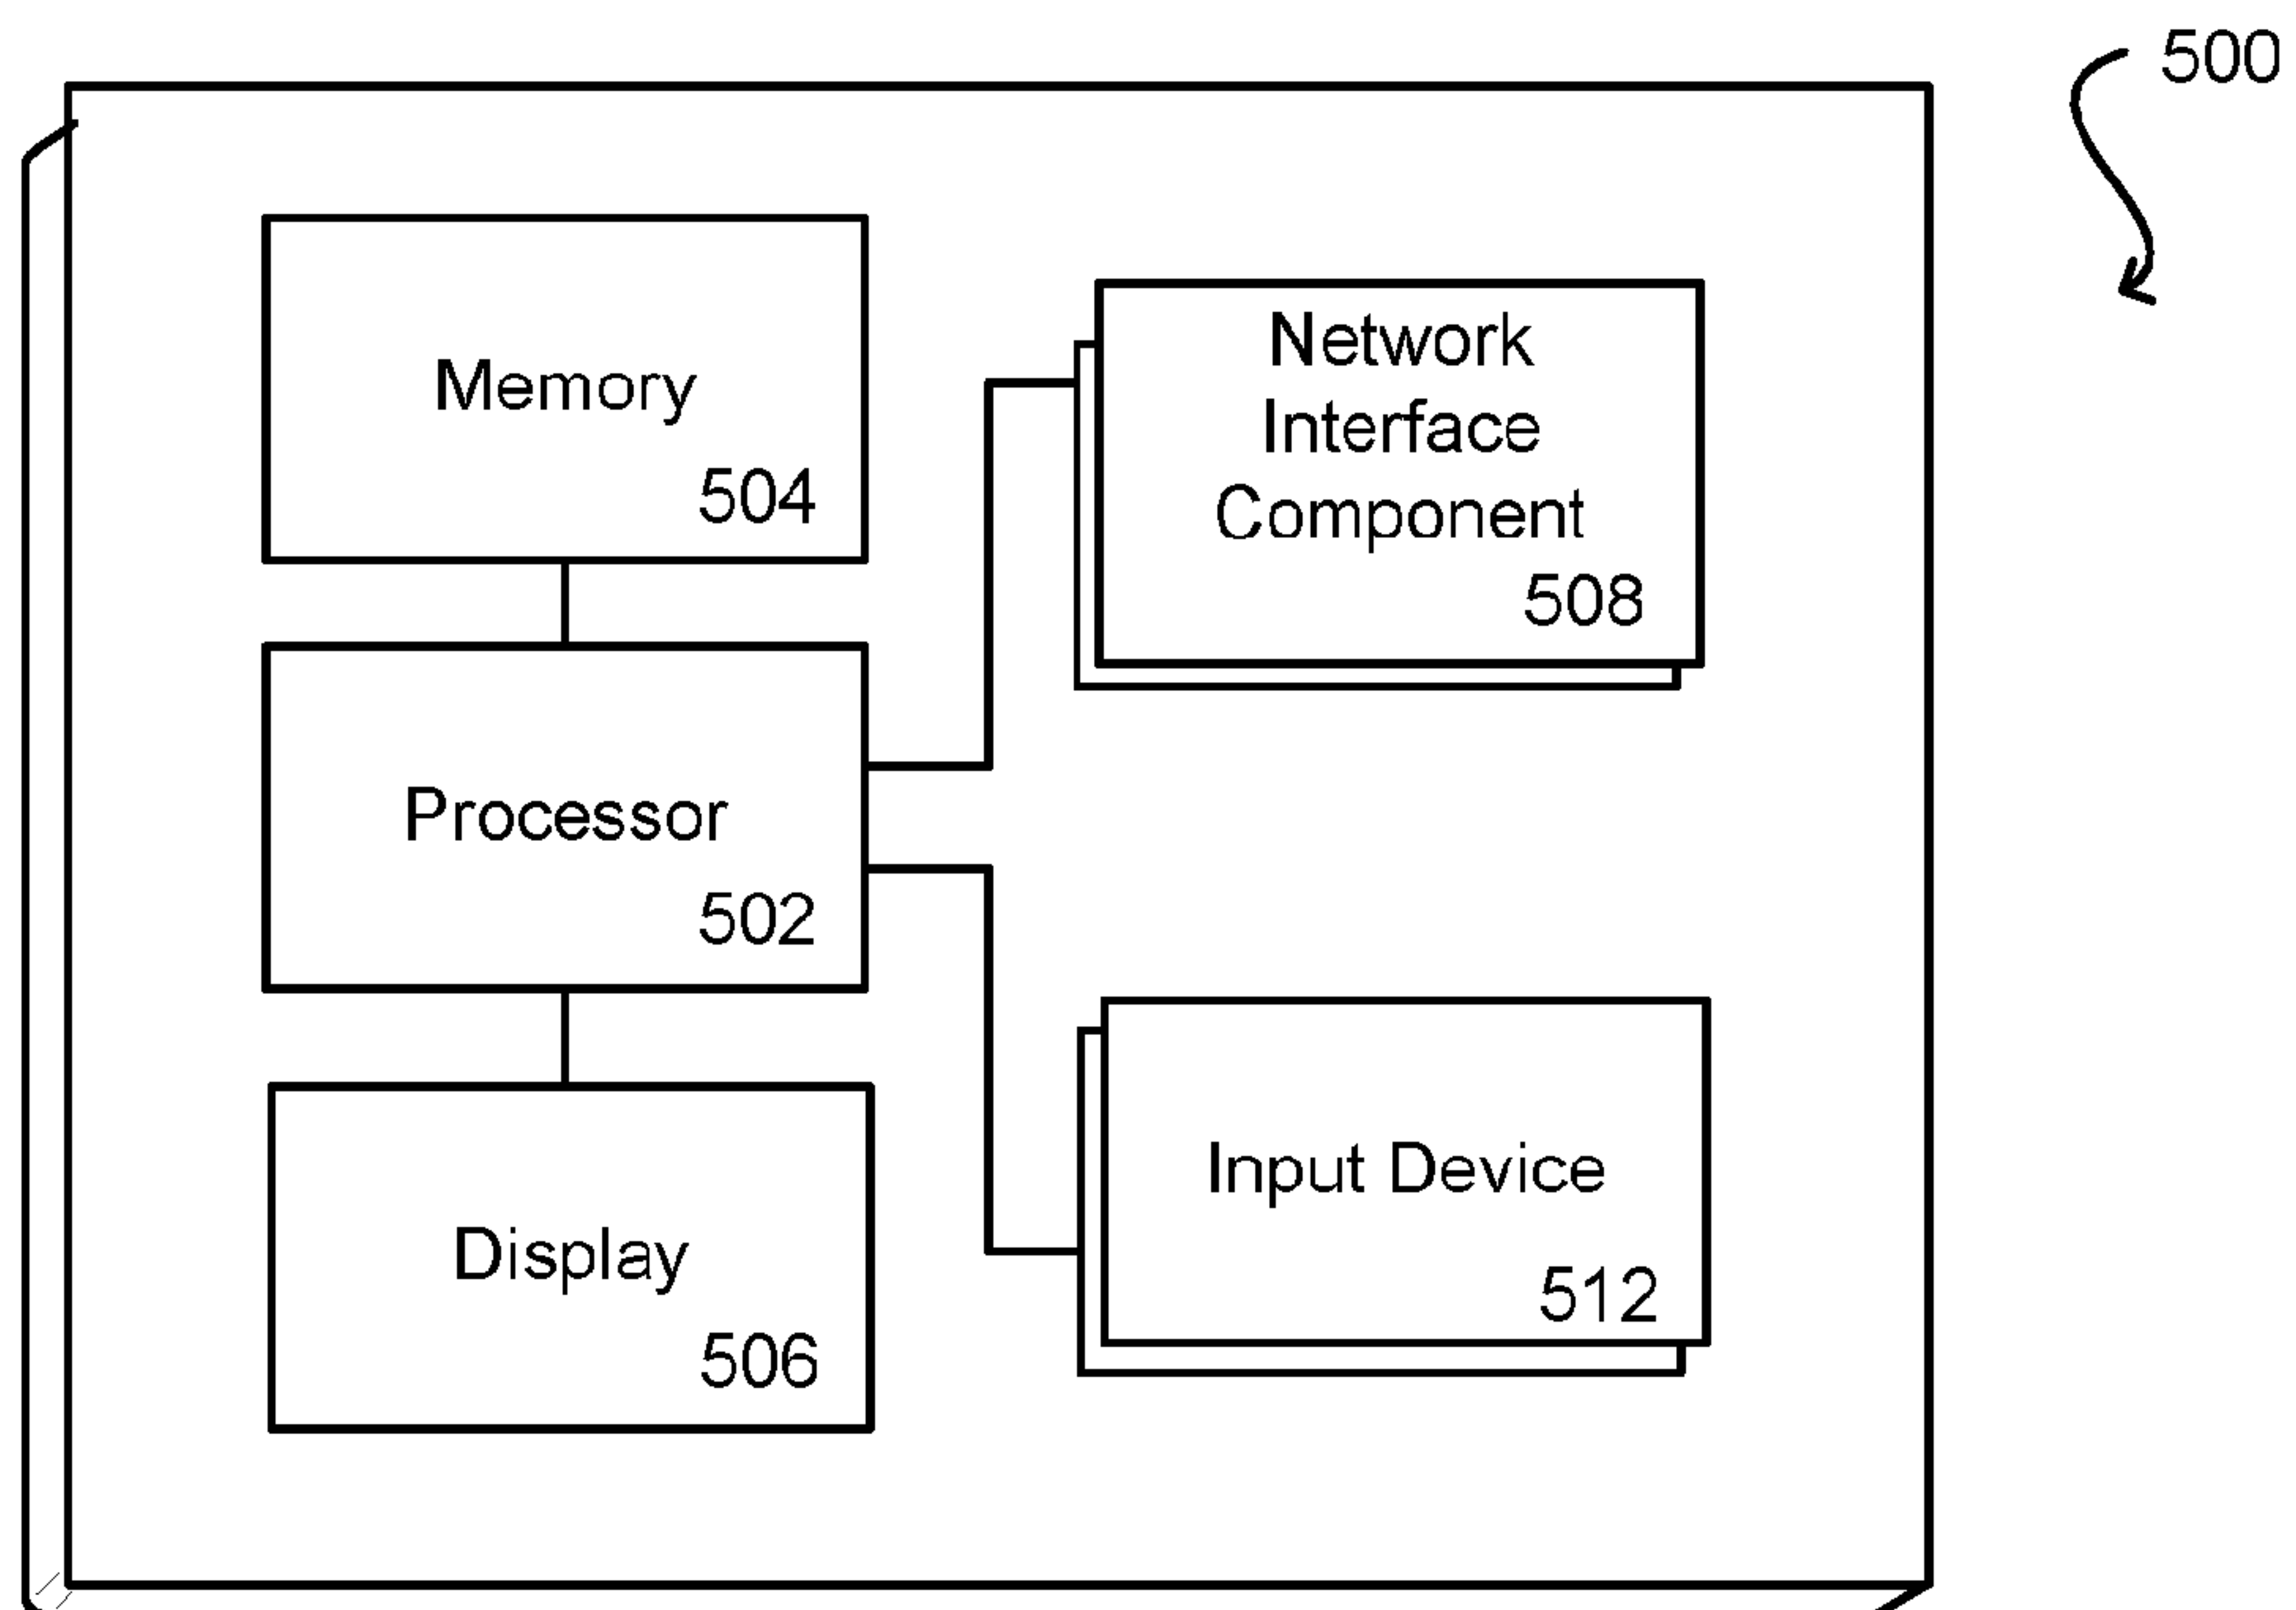 500
Memory
504
Network
Interface
Component
508
Processor
502
Input Device
512
Display
506